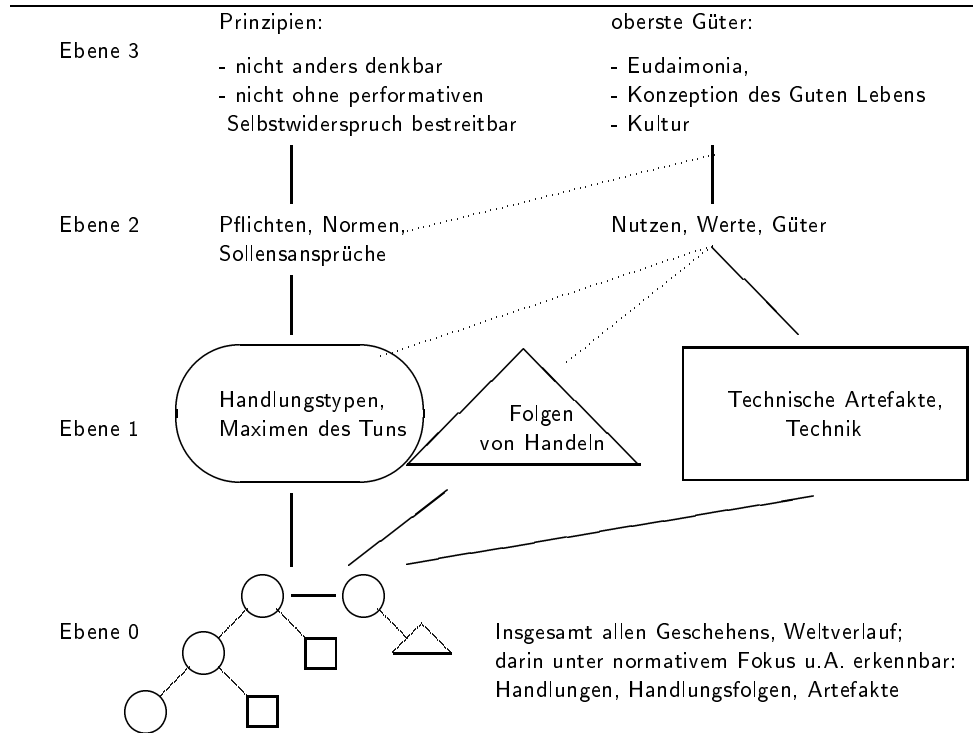 Prinzipien:
oberste Güter:
Ebene 3
- nicht anders denkbar
- nicht ohne performativen
Selbstwiderspruch bestreitbar
- Eudaimonia,
- Konzeption des Guten Lebens
- Kultur
Ebene 2
Pflichten, Normen,
Sollensansprüche
Nutzen, Werte, Güter
Ebene 1
Handlungstypen,
Maximen des Tuns
Folgen
von Handeln
Technische Artefakte,
Technik
Ebene 0
Insgesamt allen Geschehens, Weltverlauf;
darin unter normativem Fokus u.A. erkennbar:
Handlungen, Handlungsfolgen, Artefakte